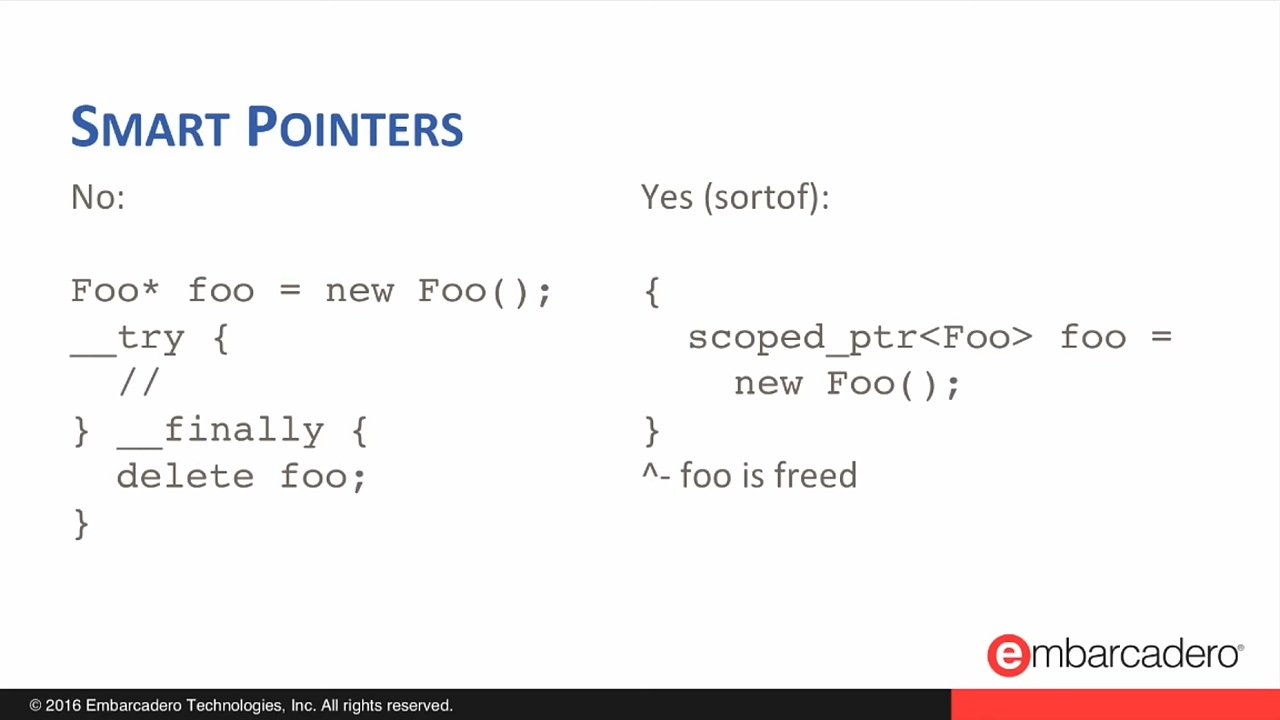 SMART POINTERS
No:
Foo* foo = new Foo();
__try {
  //
} __finally {
  delete foo;
}
Yes (sortof):
{
  scoped_ptr<Foo> foo =
    new Foo();
}
^- foo is freed
embarcadero®
© 2016 Embarcadero Technologies, Inc. All rights reserved.